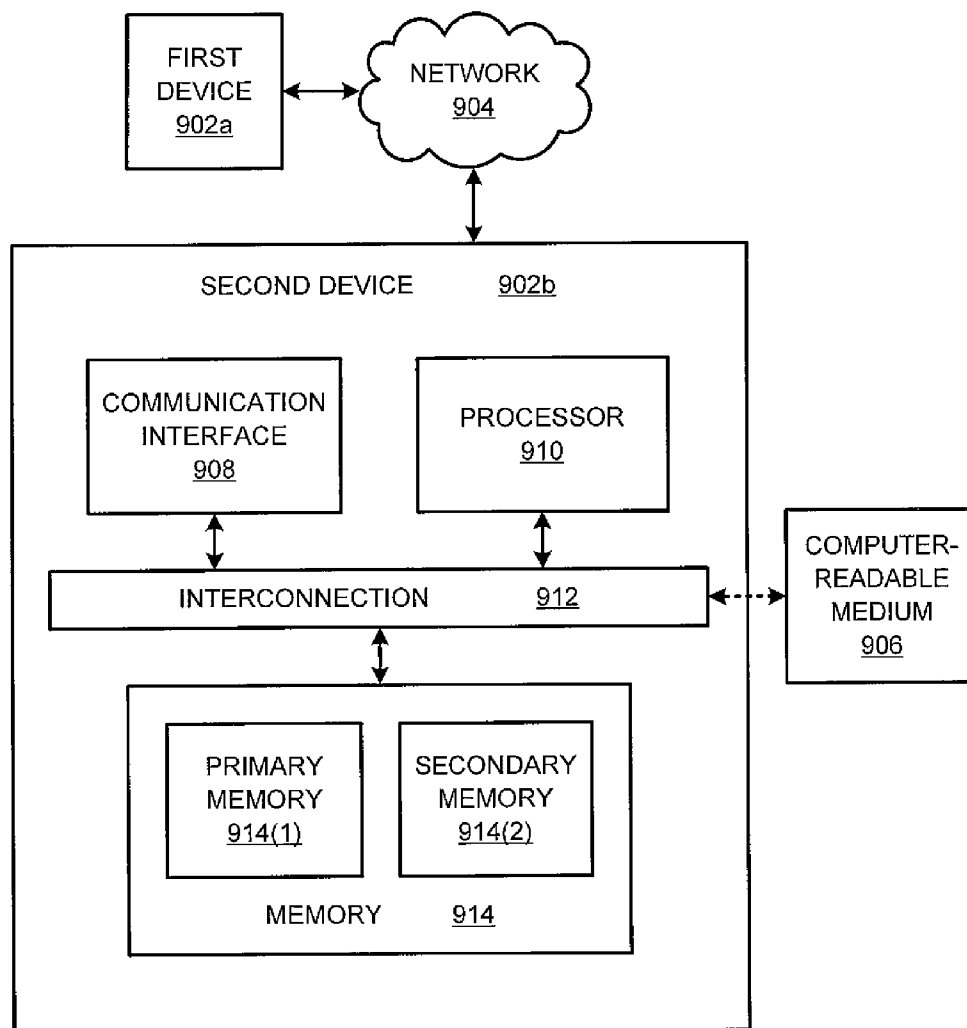 FIRST
DEVICE
902a
NETWORK
904
SECOND DEVICE 902b
COMMUNICATION
INTERFACE
908
PROCESSOR
910
INTERCONNECTION 912
COMPUTER-
READABLE
MEDIUM
906
PRIMARY
MEMORY
914(1)
SECONDARY
MEMORY
914(2)
MEMORY 914